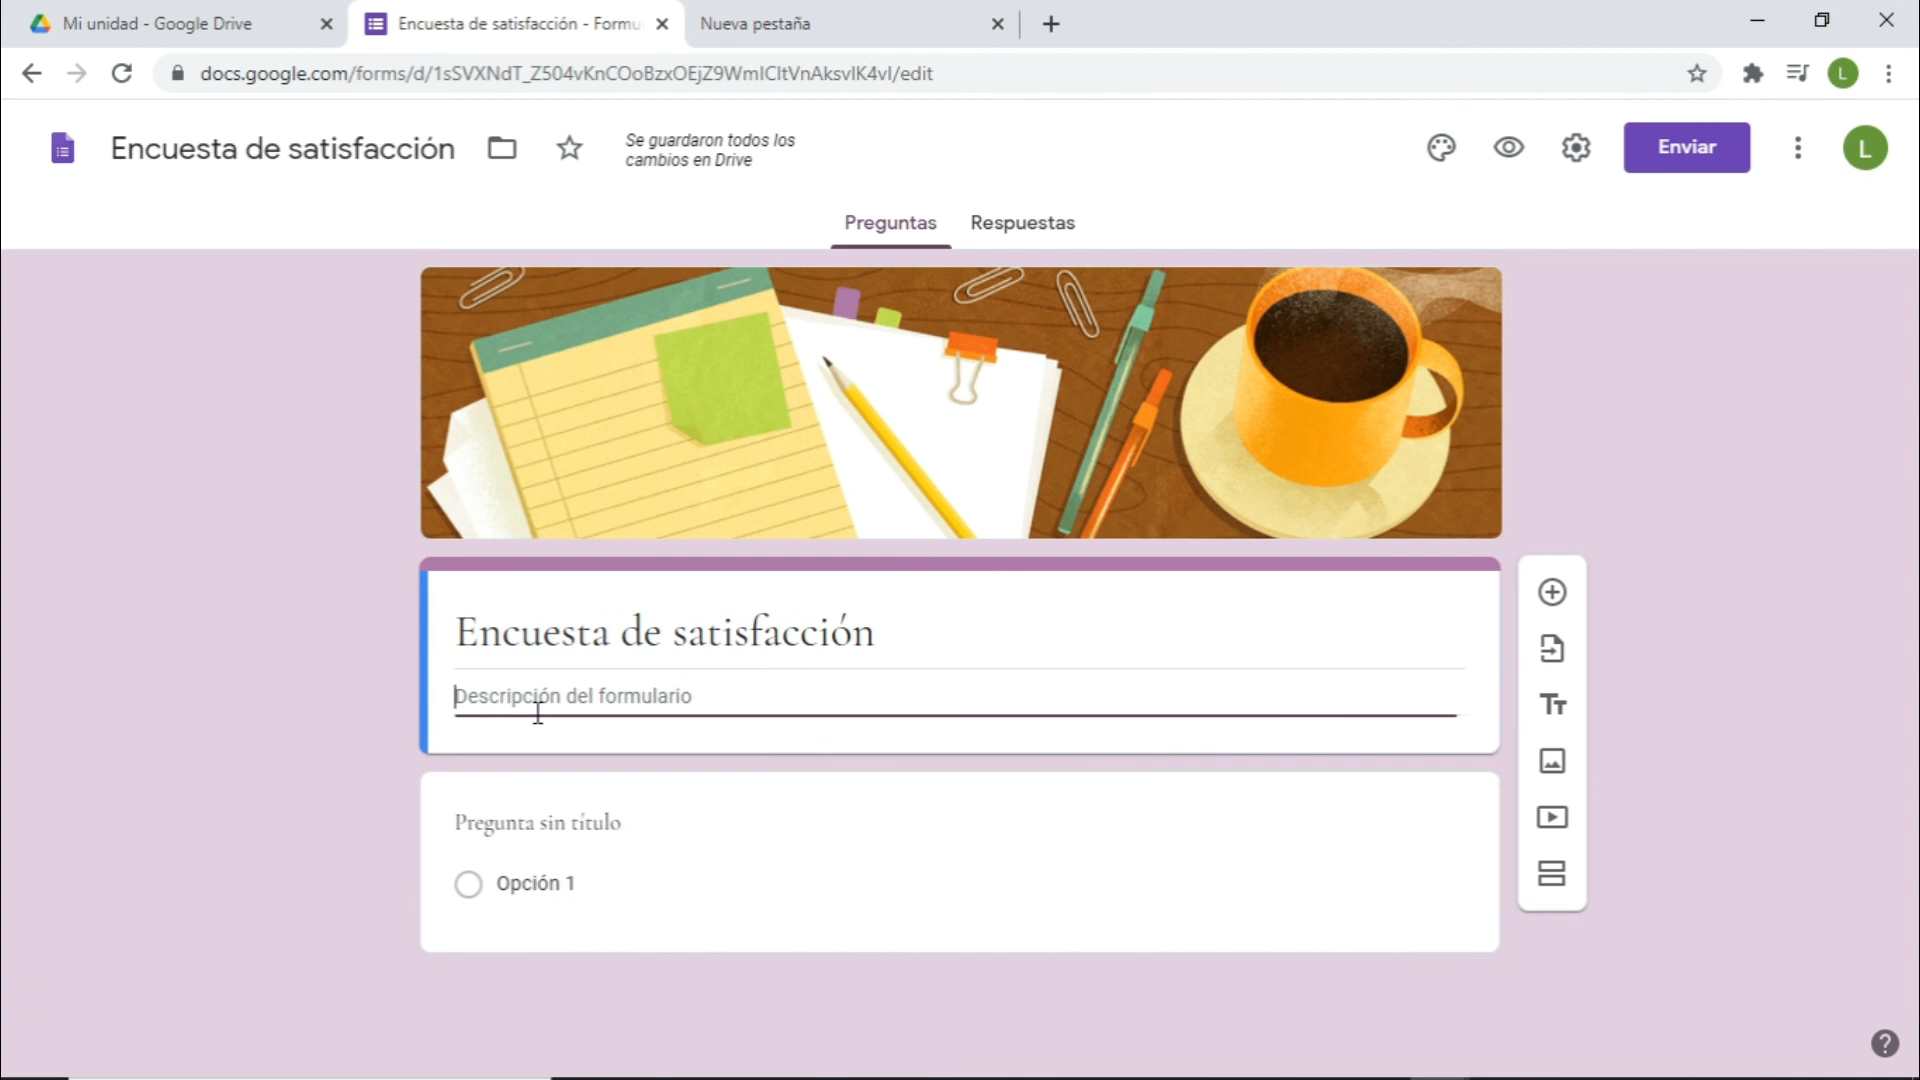 Mi unidad - Google Drive
Encuesta de satisfacción - Formu
Nueva pestaña
docs.google.com/forms/d/1sSVXNdT_Z504vKnCOoBzxOEjZ9WmICItVnAksvIK4vI/edit
L
Encuesta de satisfacción
Se guardaron todos los
cambios en Drive
Enviar
L
Preguntas
Respuestas
Encuesta de satisfacción
Descripción del formulario
Tт
Pregunta sin título
Opción 1